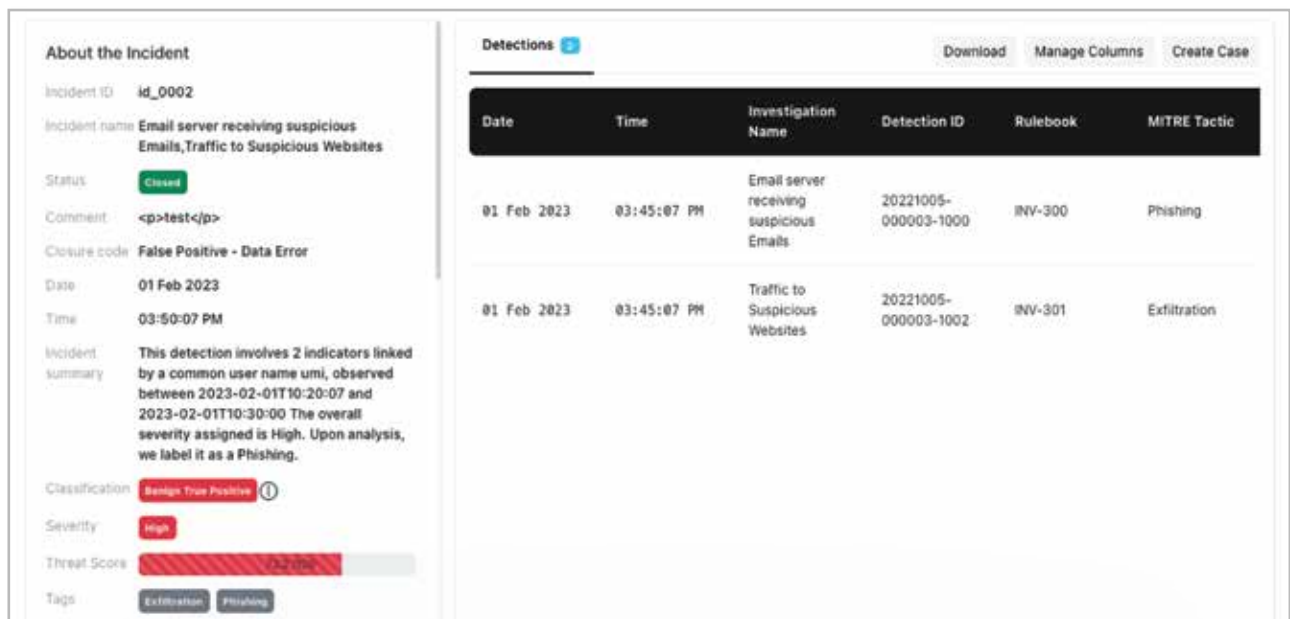 About the Incident
Incident ID id_0002
Incident name Email server receiving suspicious
Emails,Traffic to Suspicious Websites
Status Closed
Comment <p>test</p>
Closure code False Positive - Data Error
Date 01 Feb 2023
Time 03:50:07 PM
Incident This detection involves 2 indicators linked
summary by a common user name umi, observed
between 2023-02-01T10:20:07 and
2023-02-01T10:30:00 The overall
severity assigned is High. Upon analysis,
we label it as a Phishing.
Classification Benign True Positive
Severity High
Threat Score
Tags Exfiltration Phishing
Detections
Download Manage Columns Create Case
Date Time Investigation Name Detection ID Rulebook MITRE Tactic
Email server
receiving
01 Feb 2023 03:45:07 PM suspicious 20221005- INV-300 Phishing
Emails 000003-1000
Traffic to
01 Feb 2023 03:45:07 PM Suspicious 20221005- INV-301 Exfiltration
Websites 000003-1002